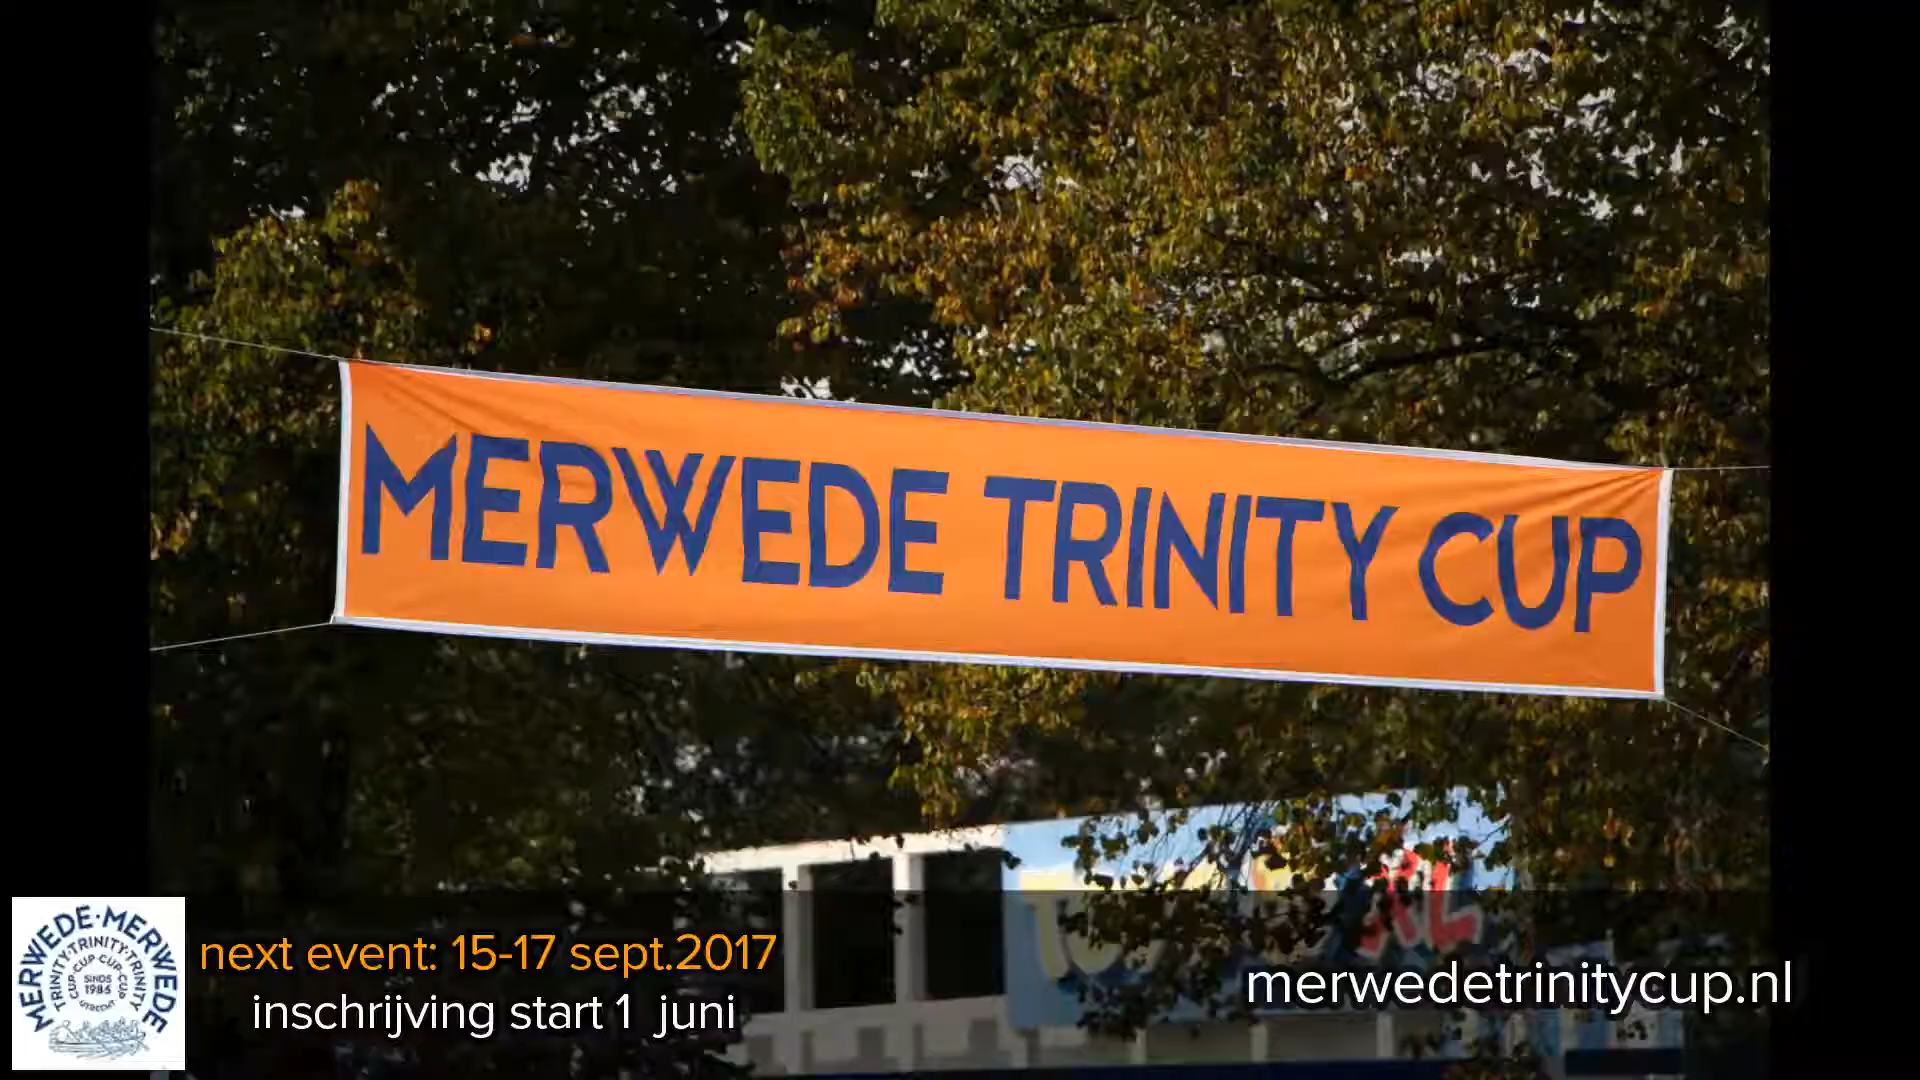 MERWEDE TRINITY CUP
MERWEDE·MERWEDE
TRINITY·TRINITY·TRINITY
CUP·CUP·CUP·CUP
SINDS
1986
UTRECHT
next event: 15-17 sept.2017
inschrijving start 1 juni
merwedetrinitycup.nl